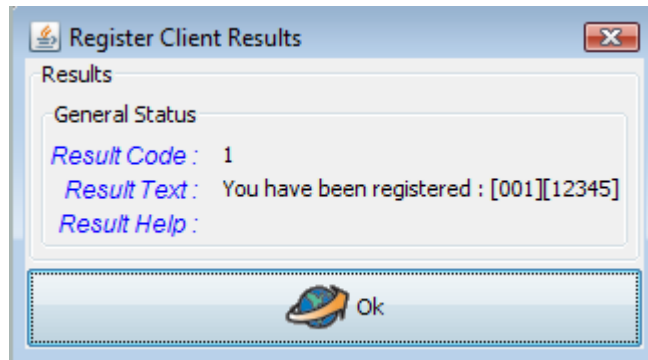 Register Client Results
Results
General Status
Result Code : 1
Result Text : You have been registered : [001][12345]
Result Help :
Ok